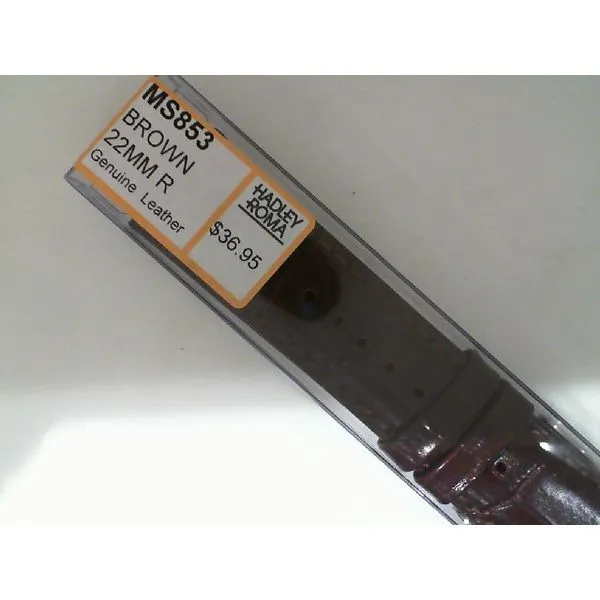 MS853
BROWN
22MM R
Genuine Leather
HADLEY
ROMA
$36.95